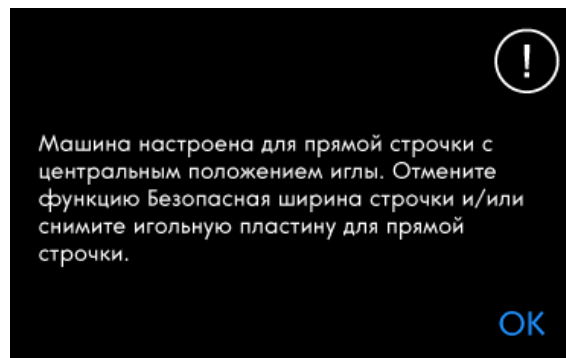 !
Машина настроена для прямой строчки с
центральным положением иглы. Отмените
функцию Безопасная ширина строчки и/или
снимите игольную пластину для прямой
строчки.
OK